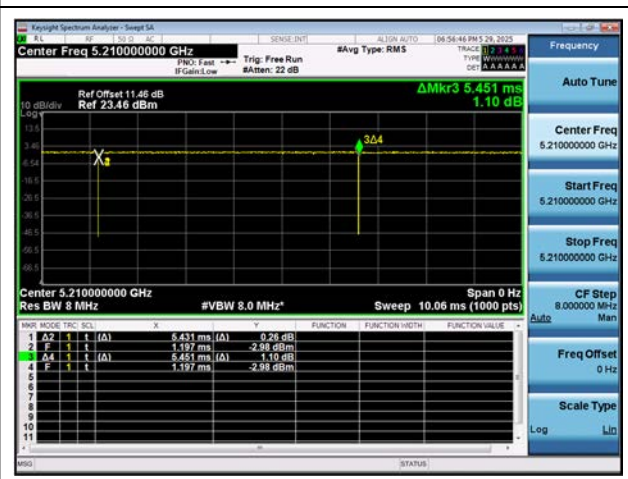 Keysight Spectrum Analyzer - Swept SA
RL RF 50 Ω AC SENSE:INT ALIGN AUTO 06:56:46 PM 5 29, 2025
Center Freq 5.210000000 GHz #Avg Type: RMS TRACE 1 2 3 4 5 6
PNO: Fast Trig: Free Run TYPE WWWWWW
IFGain:Low #Atten: 22 dB DET A A A A A A
Ref Offset 11.46 dB ΔMkr3 5.451 ms
10 dB/div Ref 23.46 dBm 1.10 dB
Log
13.5
3.46
-6.54
-16.5
-26.5
-36.5
-46.5
-56.5
-66.5
3Δ4
Center 5.210000000 GHz Span 0 Hz
Res BW 8 MHz #VBW 8.0 MHz* Sweep 10.06 ms (1000 pts)
MKR MODE TRC SCL X Y FUNCTION FUNCTION WIDTH FUNCTION VALUE
1 Δ2 1 t (Δ) 5.431 ms (Δ) 0.26 dB
2 F 1 t 1.197 ms -2.98 dBm
3 Δ4 1 t (Δ) 5.451 ms (Δ) 1.10 dB
4 F 1 t 1.197 ms -2.98 dBm
5
6
7
8
9
10
11
MSG STATUS
Frequency
Auto Tune
Center Freq
5.210000000 GHz
Start Freq
5.210000000 GHz
Stop Freq
5.210000000 GHz
CF Step
8.000000 MHz
Auto Man
Freq Offset
0 Hz
Scale Type
Log Lin